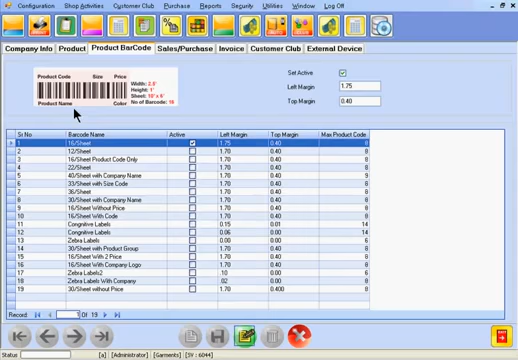 Configuration Shop Activities Customer Club Purchase Reports Security Utilities Window Log Off
Company Info Product Product BarCode Sales/Purchase Invoice Customer Club External Device
Product Code Size Price
Product Name Color
Width: 2.5"
Height: 1"
Sheet: 10" x 6"
No of Barcode: 16
Set Active
Left Margin 1.75
Top Margin 0.40
Sr No Barcode Name Active Left Margin Top Margin Max Product Code
1 16/Sheet 1.75 0.40 8
2 12/Sheet 1.70 0.40 8
3 16/Sheet Product Code Only 1.70 0.40 8
4 22/Sheet 1.70 0.40 8
5 40/Sheet with Company Name 1.70 0.40 9
6 33/Sheet with Size Code 1.70 0.40 8
7 36/Sheet 1.70 0.40 8
8 30/Sheet with Company Name 1.70 0.40 8
9 16/Sheet Without Price 1.70 0.40 8
10 16/Sheet With Code 1.70 0.40 8
11 Congnitive Labels 0.15 0.01 14
12 Congnitive Labels 0.06 0.00 14
13 Zebra Labels 0.00 0.00 6
14 30/Sheet with Product Group 1.70 0.40 8
15 16/Sheet With 2 Price 1.70 0.40 8
16 16/Sheet With Company Logo 1.70 0.40 8
17 Zebra Labels2 .10 0.00 6
18 Zebra Labels With Company .02 0.00 8
19 30/Sheet without Price 1.70 0.400 8
Record: 1 Of 19
Status [a] [Administrator] [Garments] [SV : 6044]